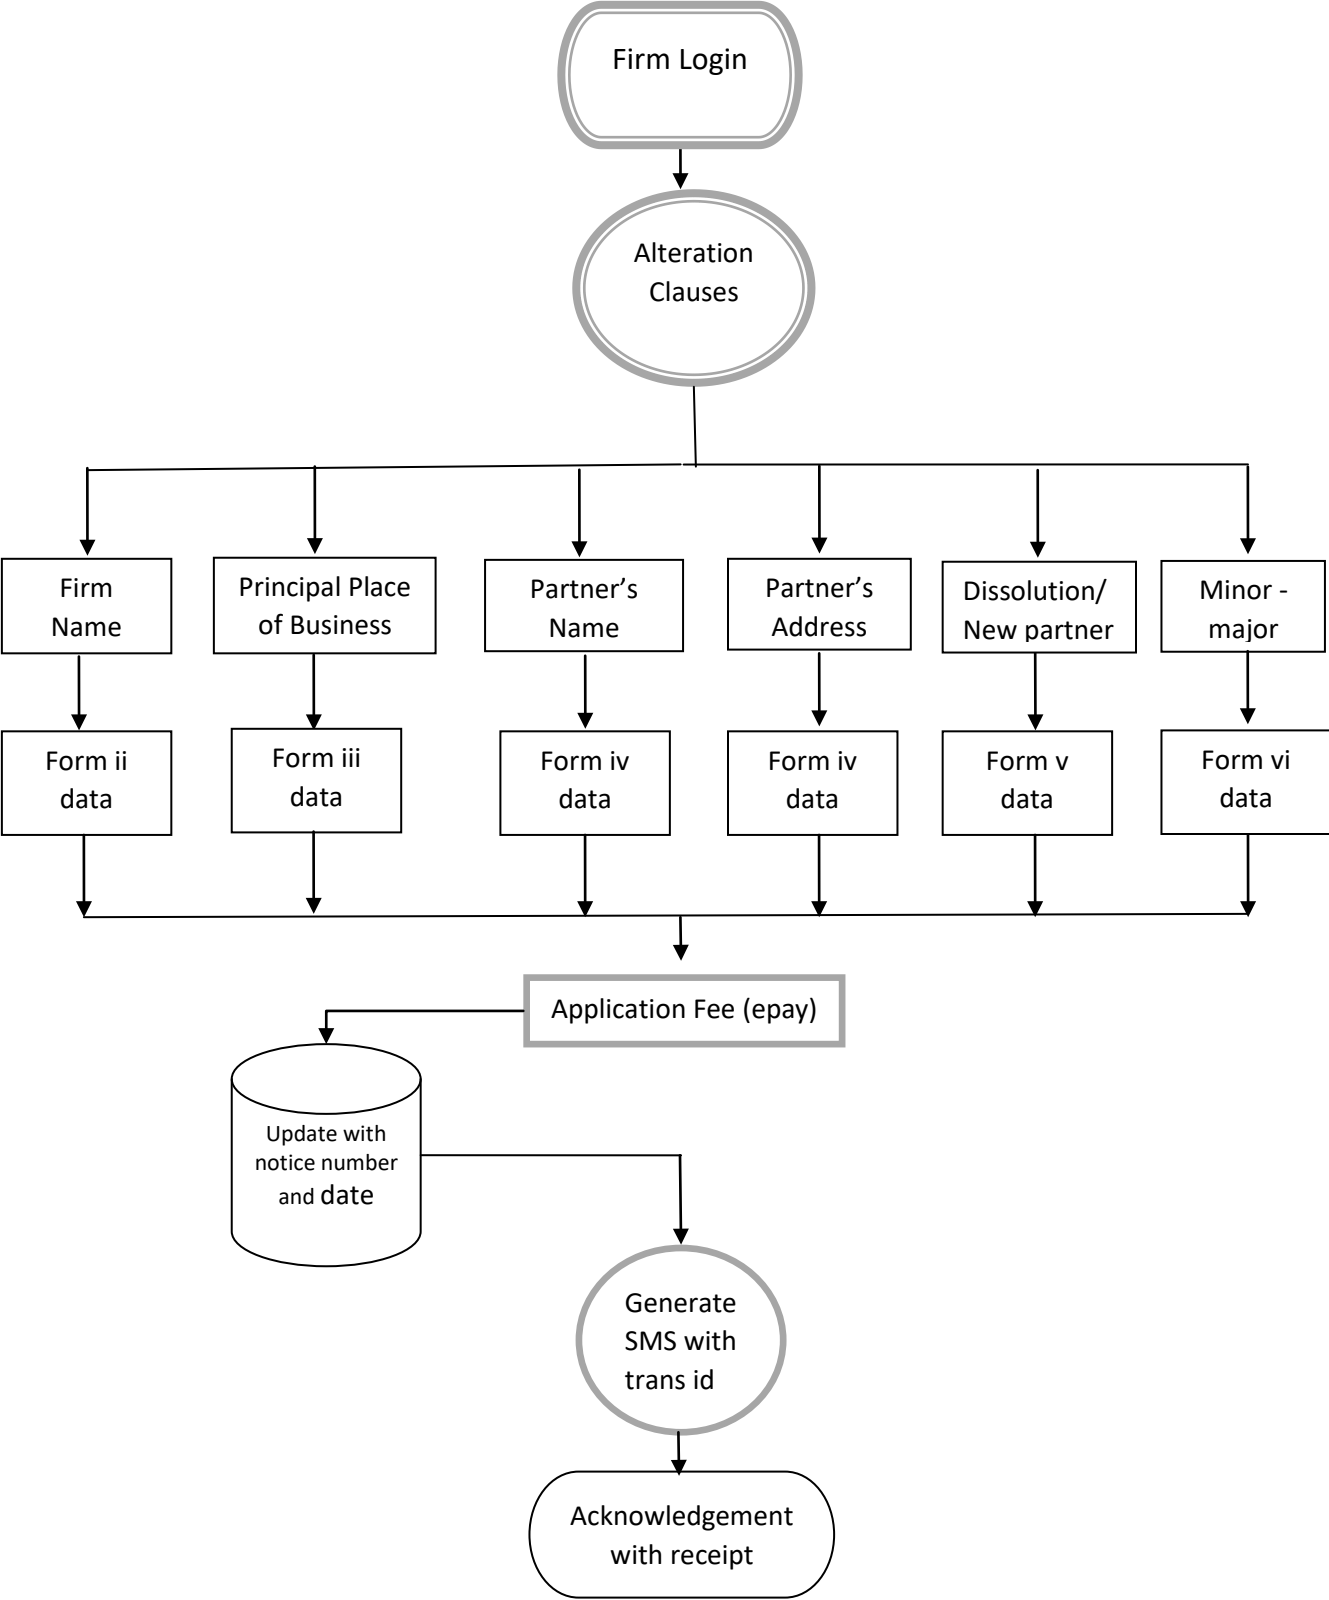 Firm Login
Alteration
Clauses
Firm
Name
Principal Place
of Business
Partner’s
Name
Partner’s
Address
Dissolution/
New partner
Minor -
major
Form ii
data
Form iii
data
Form iv
data
Form iv
data
Form v
data
Form vi
data
Application Fee (epay)
Update with
notice number
and date
Generate
SMS with
trans id
Acknowledgement
with receipt